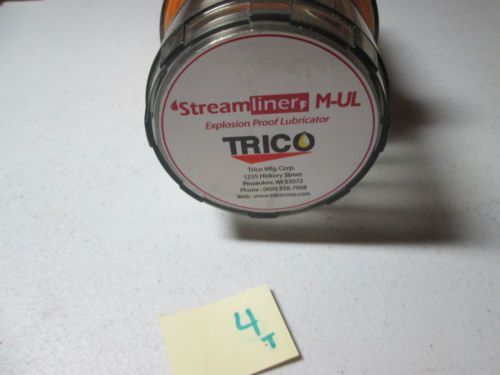 Streamliner M-UL
Explosion Proof Lubricator
TRICO
Trico Mfg. Corp.
1235 Hickory Street
Pewaukee, WI 53072
Phone : (800) 558-7008
Web : www.tricocorp.com
4
T